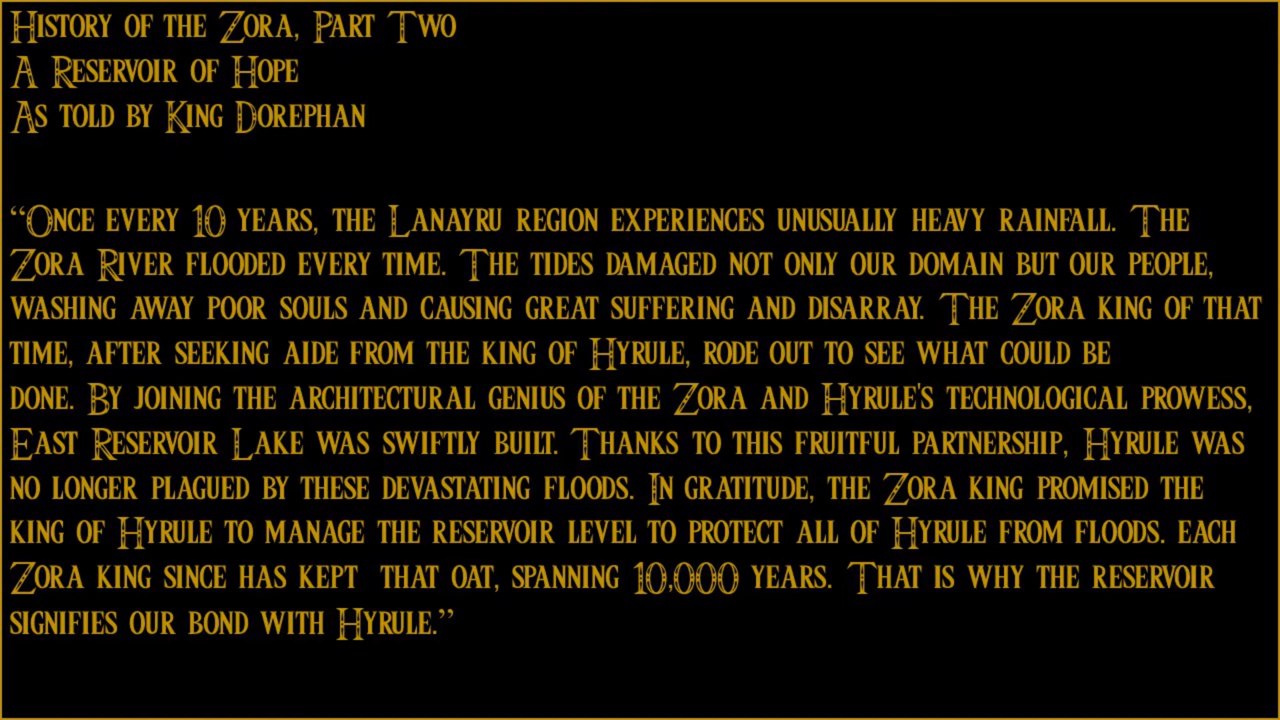 History of the Zora, Part Two
A Reservoir of Hope
As told by King Dorephan
“Once every 10 years, the Lanayru region experiences unusually heavy rainfall. The
Zora River flooded every time. The tides damaged not only our domain but our people,
washing away poor souls and causing great suffering and disarray. The Zora king of that
time, after seeking aide from the king of Hyrule, rode out to see what could be
done. By joining the architectural genius of the Zora and Hyrule's technological prowess,
East Reservoir Lake was swiftly built. Thanks to this fruitful partnership, Hyrule was
no longer plagued by these devastating floods. In gratitude, the Zora king promised the
king of Hyrule to manage the reservoir level to protect all of Hyrule from floods. each
Zora king since has kept  that oat, spanning 10,000 years. That is why the reservoir
signifies our bond with Hyrule.”